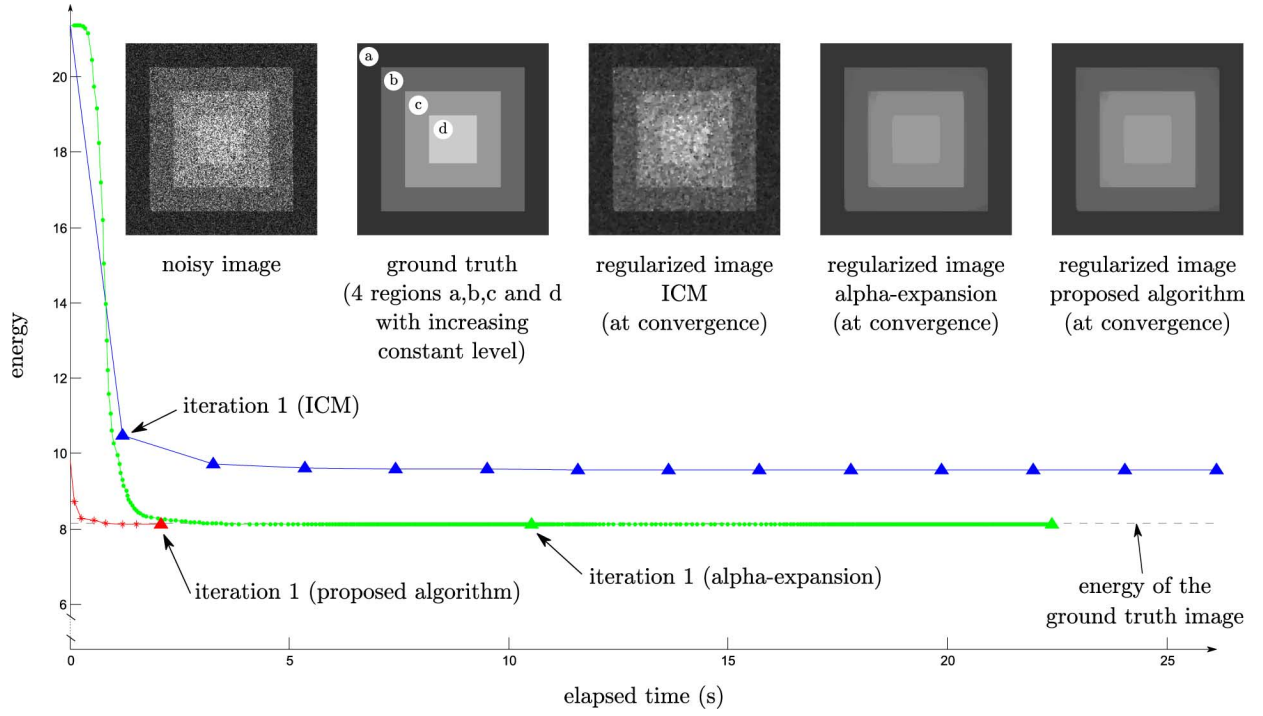 20
18
16
14
12
10
8
6
energy
a
b
c
d
noisy image
ground truth
(4 regions a,b,c and d
with increasing
constant level)
regularized image
ICM
(at convergence)
regularized image
alpha-expansion
(at convergence)
regularized image
proposed algorithm
(at convergence)
iteration 1 (ICM)
iteration 1 (proposed algorithm)
iteration 1 (alpha-expansion)
energy of the
ground truth image
0
5
10
15
20
25
elapsed time (s)